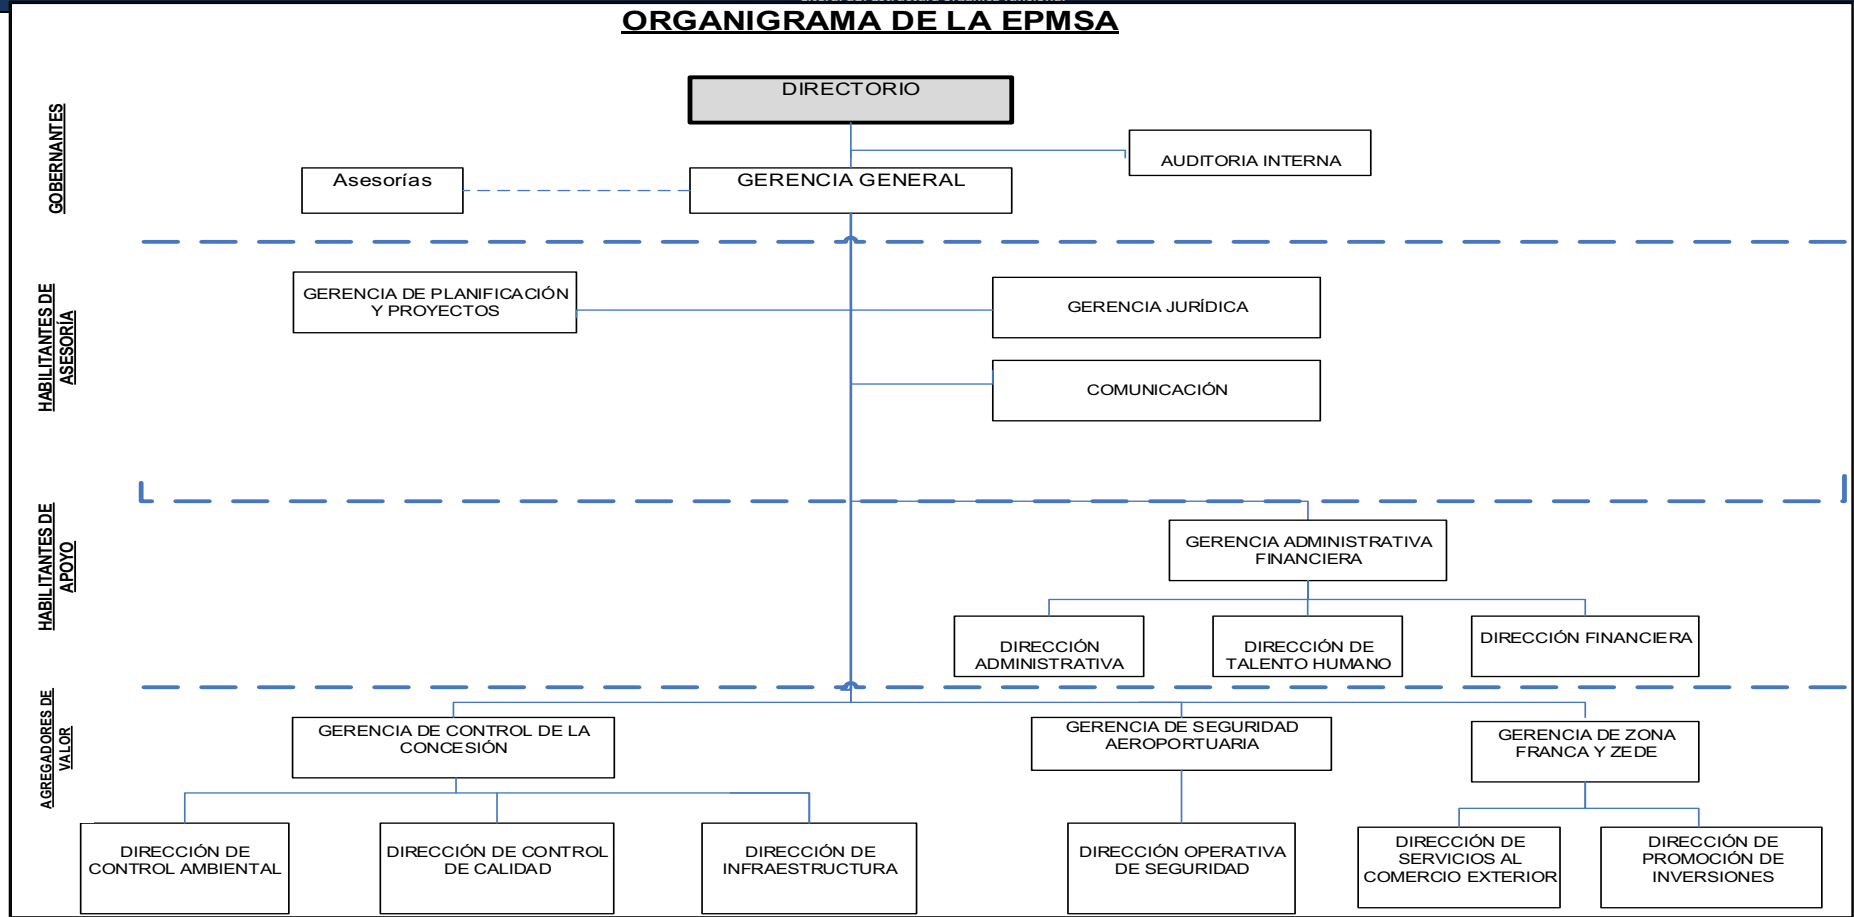 ORGANIGRAMA DE LA EPMSA
GOBERNANTES
DIRECTORIO
AUDITORIA INTERNA
Asesorías
GERENCIA GENERAL
HABILITANTES DE
ASESORÍA
GERENCIA DE PLANIFICACIÓN
Y PROYECTOS
GERENCIA JURÍDICA
COMUNICACIÓN
HABILITANTES DE
APOYO
GERENCIA ADMINISTRATIVA
FINANCIERA
DIRECCIÓN
ADMINISTRATIVA
DIRECCIÓN DE
TALENTO HUMANO
DIRECCIÓN FINANCIERA
AGREGADORES DE
VALOR
GERENCIA DE CONTROL DE LA
CONCESIÓN
GERENCIA DE SEGURIDAD
AEROPORTUARIA
GERENCIA DE ZONA
FRANCA Y ZEDE
DIRECCIÓN DE
CONTROL AMBIENTAL
DIRECCIÓN DE CONTROL
DE CALIDAD
DIRECCIÓN DE
INFRAESTRUCTURA
DIRECCIÓN OPERATIVA
DE SEGURIDAD
DIRECCIÓN DE
SERVICIOS AL
COMERCIO EXTERIOR
DIRECCIÓN DE
PROMOCIÓN DE
INVERSIONES